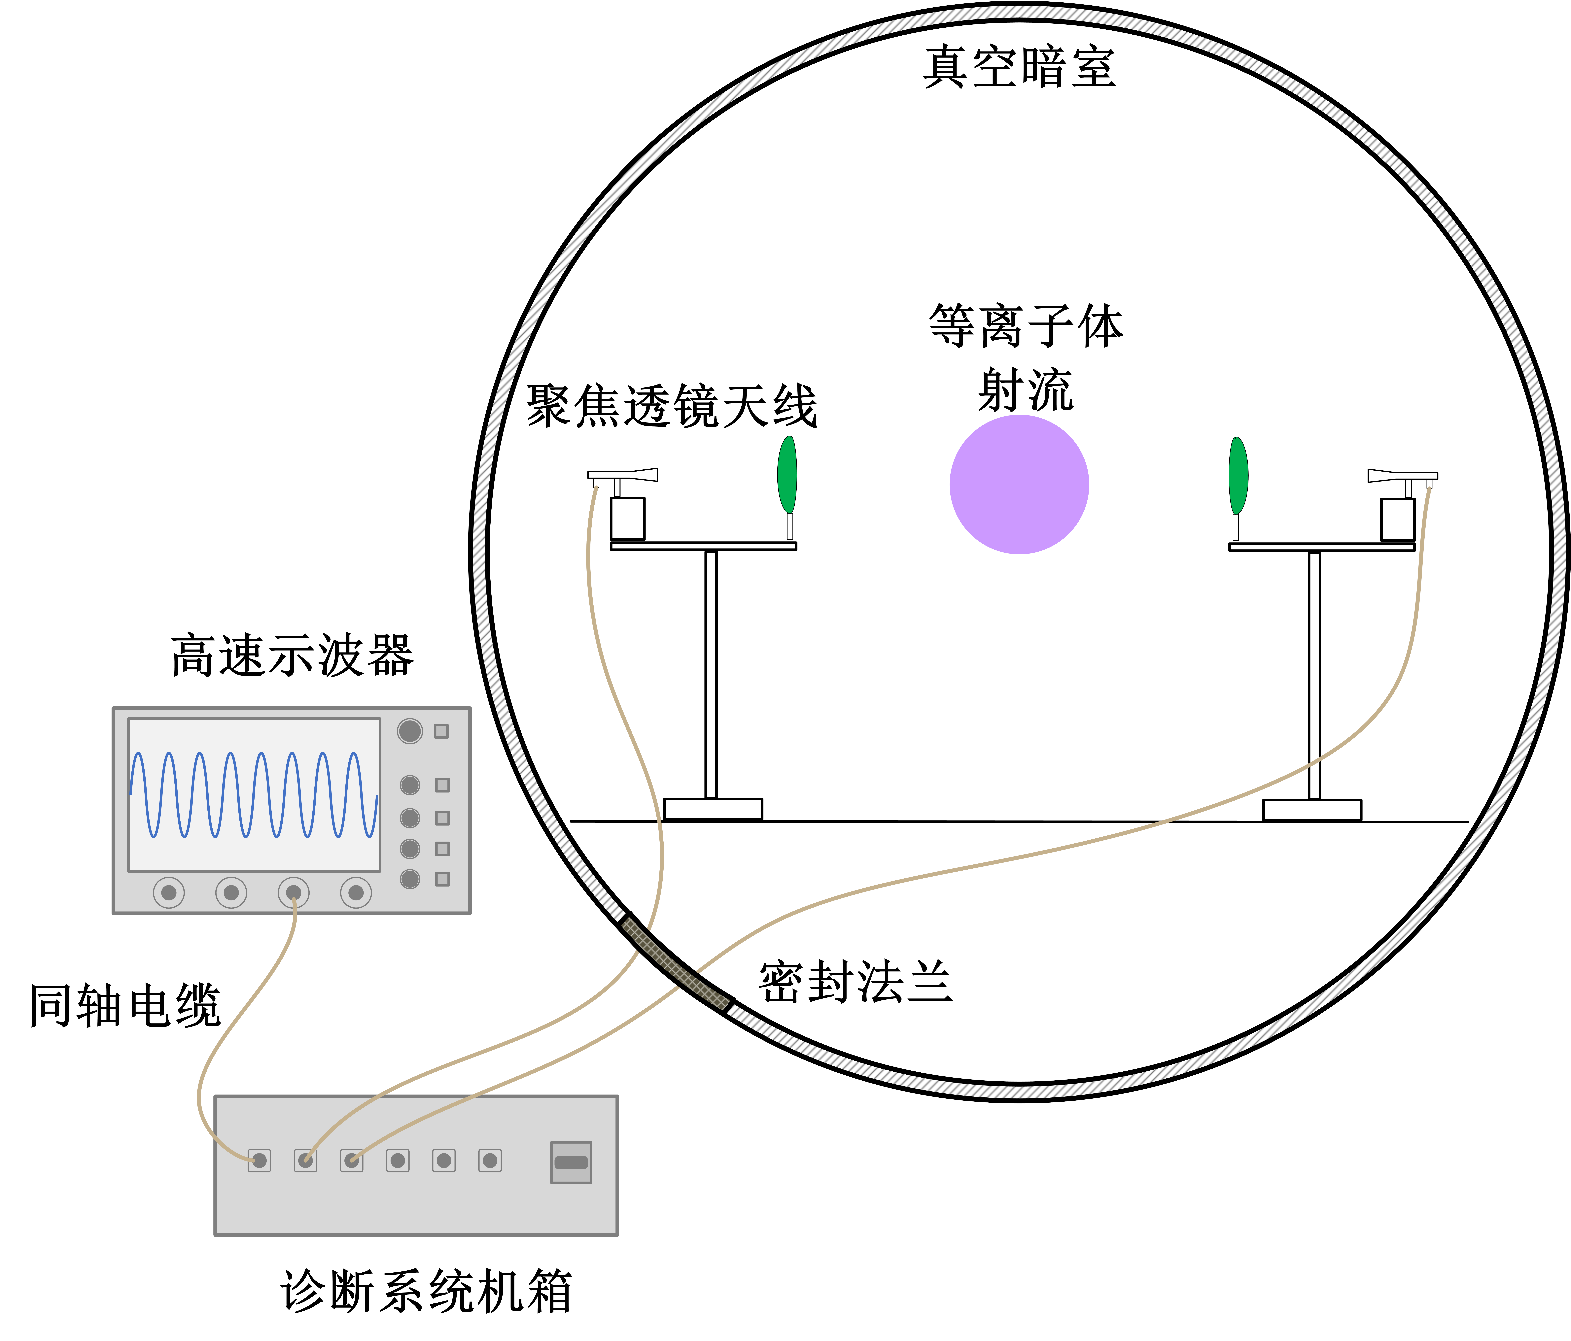 真空暗室
等离子体
射流
聚焦透镜天线
高速示波器
密封法兰
同轴电缆
诊断系统机箱